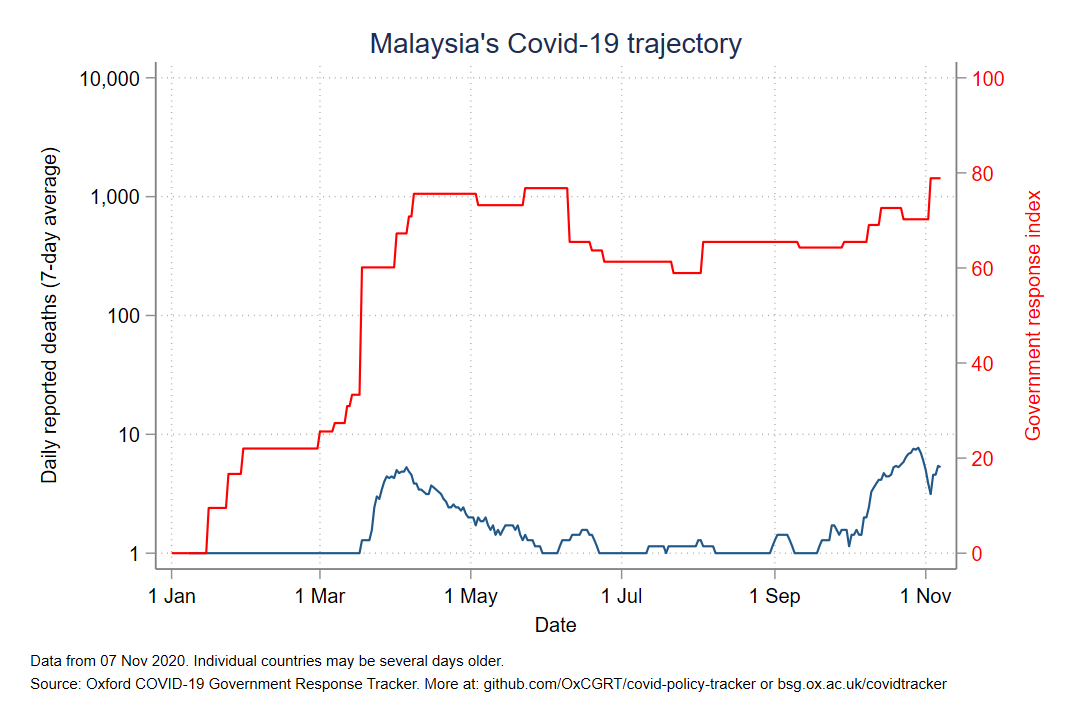 Malaysia's Covid-19 trajectory
10,000
1,000
100
10
1
Daily reported deaths (7-day average)
100
80
60
40
20
0
Government response index
1 Jan
1 Mar
1 May
1 Jul
1 Sep
1 Nov
Date
Data from 07 Nov 2020. Individual countries may be several days older.
Source: Oxford COVID-19 Government Response Tracker. More at: github.com/OxCGRT/covid-policy-tracker or bsg.ox.ac.uk/covidtracker